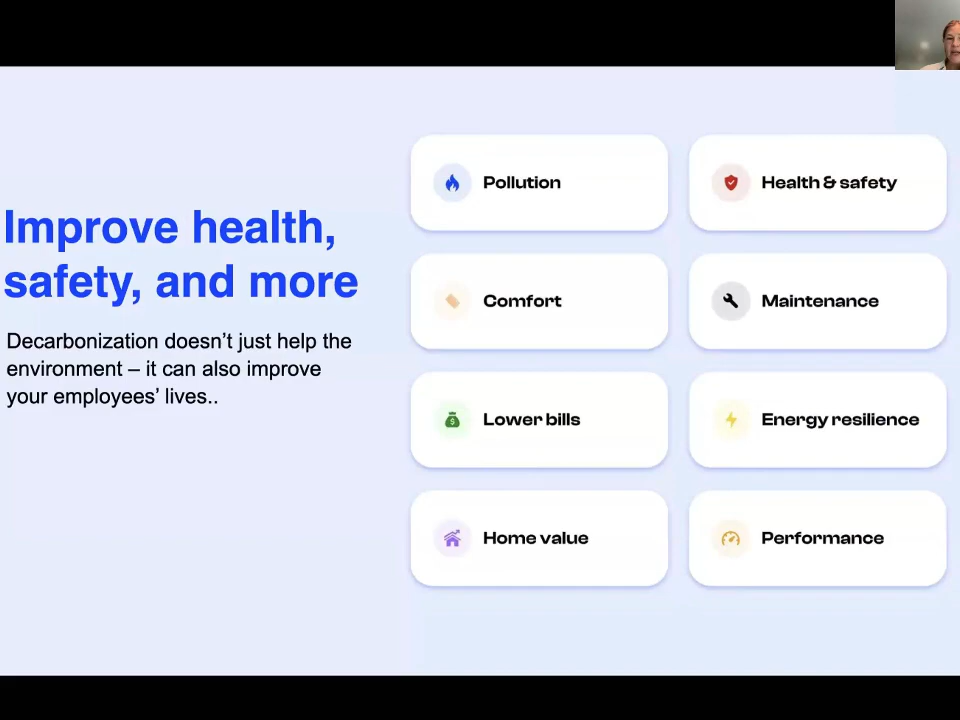 Improve health,
safety, and more
Decarbonization doesn’t just help the
environment – it can also improve
your employees’ lives..
Pollution
Health & safety
Comfort
Maintenance
Lower bills
Energy resilience
Home value
Performance